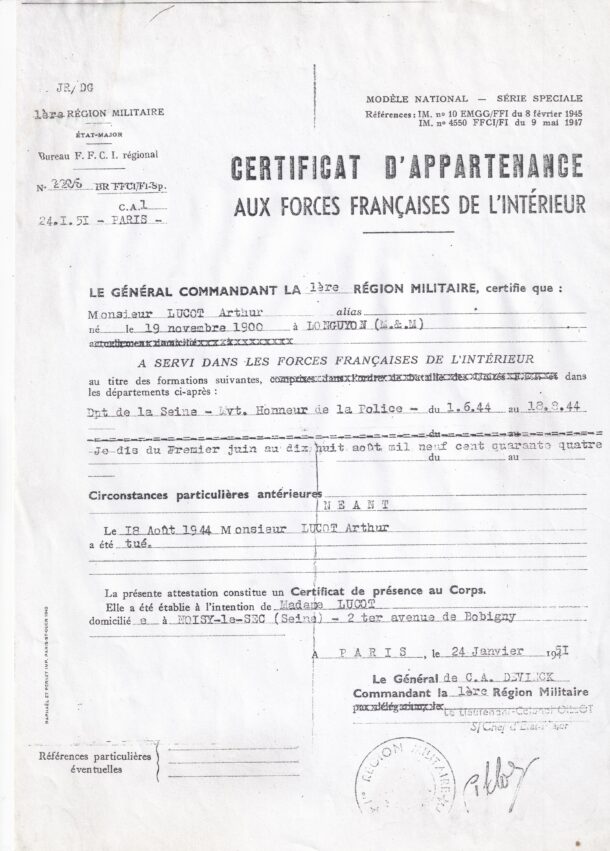 JR/DG
1ère RÉGION MILITAIRE
ÉTAT-MAJOR
Bureau F. F. C. I. régional
N° BR FFCI/FI-Sp.
C.A.1
24.I.51 - PARIS -
MODÈLE NATIONAL — SÉRIE SPECIALE
Références : IM. n° 10 EMGG/FFI du 8 février 1945
IM. n° 4550 FFCI/FI du 9 mai 1947
CERTIFICAT D'APPARTENANCE
AUX FORCES FRANÇAISES DE L'INTÉRIEUR
LE GÉNÉRAL COMMANDANT LA 1ère RÉGION MILITAIRE, certifie que :
Monsieur LUCOT Arthur alias
né le 19 novembre 1900 à LONGUYON (M.&M)
A SERVI DANS LES FORCES FRANÇAISES DE L'INTÉRIEUR
au titre des formations suivantes, dans
les départements ci-après :
Dpt de la Seine - Mvt. Honneur de la Police - du 1.6.44 au 18.8.44
du au
-Je dis du Premier juin au dix huit août mil neuf cent quarante quatre
du au
Circonstances particulières antérieures
N E A N T
Le 18 Août 1944 Monsieur LUCOT Arthur
a été tué.
La présente attestation constitue un Certificat de présence au Corps.
Elle a été établie à l'intention de Madame LUCOT
domicilié e à NOISY-le-SEC (Seine) - 2 ter avenue de Bobigny
A P A R I S , le 24 Janvier 1951
Le Général de C.A. DEVINCK
Commandant la 1ère Région Militaire
Le Lieutenant-Colonel
S/Chef d'Etat-Major
Références particulières
éventuelles
RÉGION MILITAIRE